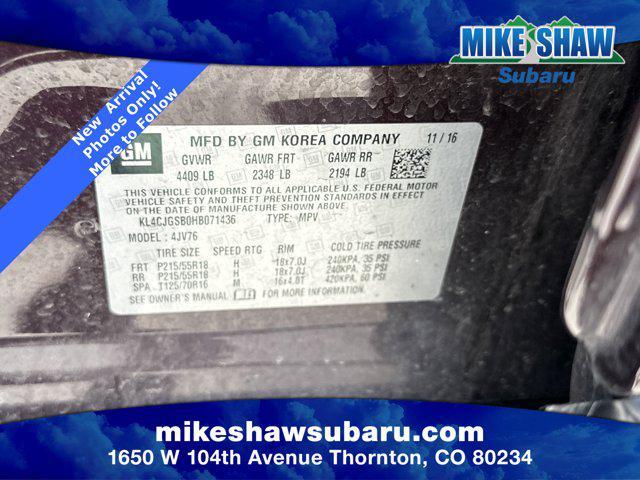 MIKE SHAW
Subaru
New Arrival
Photos Only!
More to Follow
GM
MFD BY GM KOREA COMPANY 11/16
GVWR GAWR FRT GAWR RR
4409 LB 2348 LB 2194 LB
THIS VEHICLE CONFORMS TO ALL APPLICABLE U.S. FEDERAL MOTOR
VEHICLE SAFETY, BUMPER, AND THEFT PREVENTION STANDARDS IN EFFECT
ON THE DATE OF MANUFACTURE SHOWN ABOVE.
KL4CJGSB0HB071436 TYPE: MPV
MODEL: 4JV76
TIRE SIZE SPEED RTG RIM COLD TIRE PRESSURE
FRT P215/55R18 H 18x7.0J 240KPA, 35 PSI
RR P215/55R18 H 18x7.0J 240KPA, 35 PSI
SPA T125/70R16 M 16x4.0T 420KPA, 60 PSI
SEE OWNER'S MANUAL
mikeshawsubaru.com
1650 W 104th Avenue Thornton, CO 80234